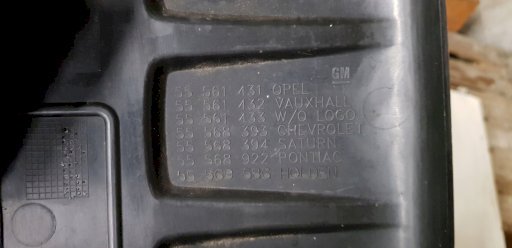 GM
55 561 431 OPEL
55 561 432 VAUXHALL
55 561 433 W/O LOGO
55 568 393 CHEVROLET
55 568 394 SATURN
55 568 922 PONTIAC
55 HOLDEN